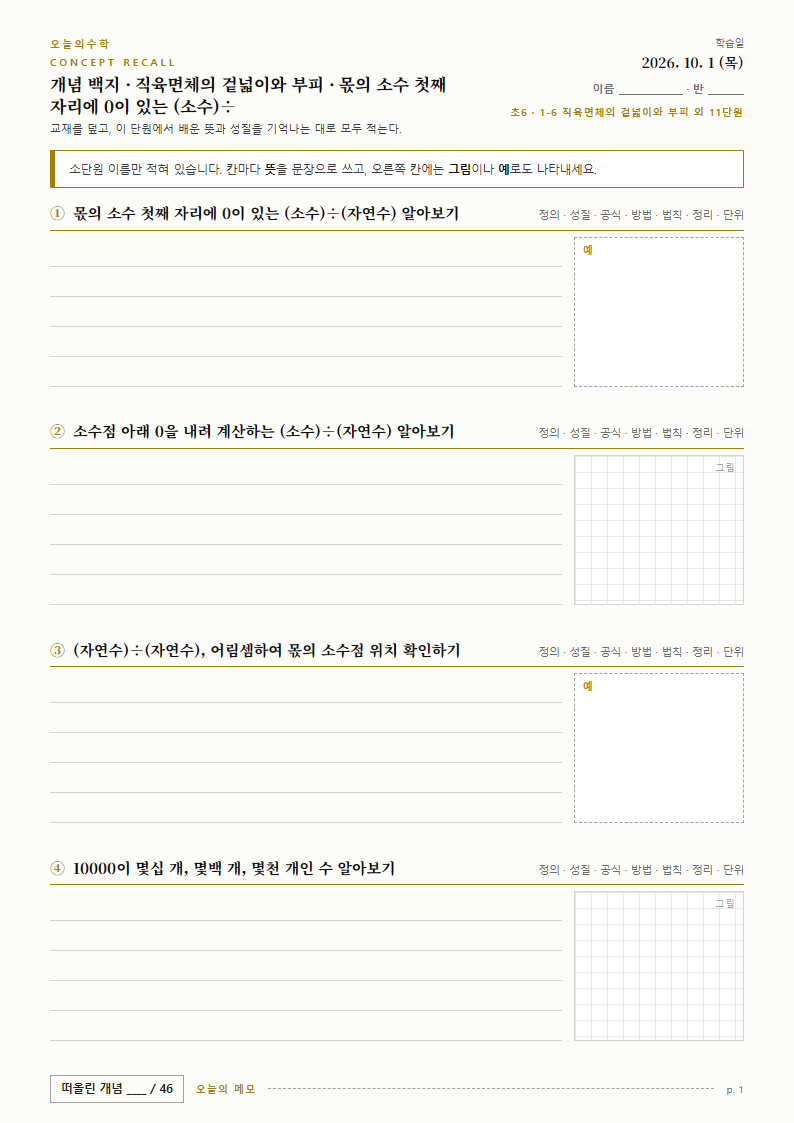 오늘의수학
CONCEPT RECALL
개념 백지 · 직육면체의 겉넓이와 부피 · 몫의 소수 첫째
자리에 0이 있는 (소수)÷
교재를 덮고, 이 단원에서 배운 뜻과 성질을 기억나는 대로 모두 적는다.
학습일
2026. 10. 1 (목)
이름 ___________ · 반 ______
초6 · 1-6 직육면체의 겉넓이와 부피 외 11단원
소단원 이름만 적혀 있습니다. 칸마다 뜻을 문장으로 쓰고, 오른쪽 칸에는 그림이나 예로도 나타내세요.
① 몫의 소수 첫째 자리에 0이 있는 (소수)÷(자연수) 알아보기
정의 · 성질 · 공식 · 방법 · 법칙 · 정리 · 단위
예
② 소수점 아래 0을 내려 계산하는 (소수)÷(자연수) 알아보기
정의 · 성질 · 공식 · 방법 · 법칙 · 정리 · 단위
그림
③ (자연수)÷(자연수), 어림셈하여 몫의 소수점 위치 확인하기
정의 · 성질 · 공식 · 방법 · 법칙 · 정리 · 단위
예
④ 10000이 몇십 개, 몇백 개, 몇천 개인 수 알아보기
정의 · 성질 · 공식 · 방법 · 법칙 · 정리 · 단위
그림
떠올린 개념 ___ / 46
오늘의 메모
p. 1